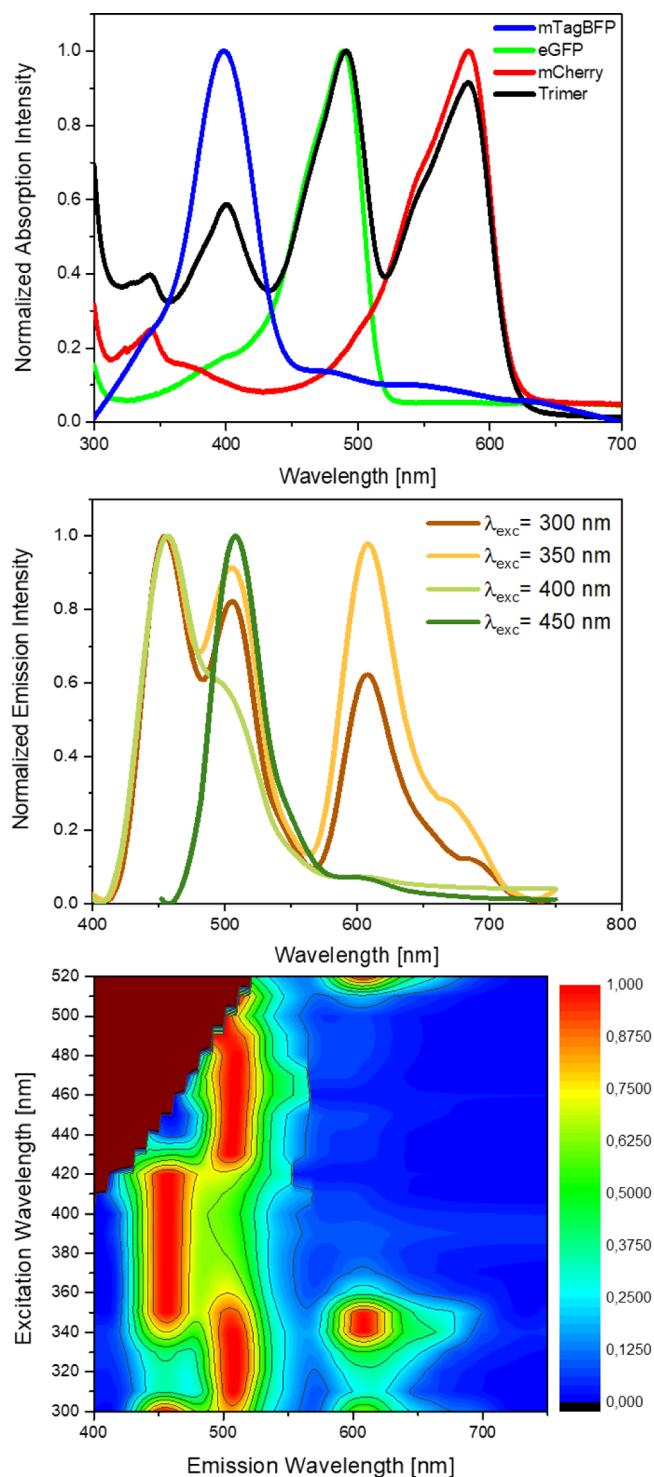 mTagBFP
eGFP
mCherry
Trimer
Normalized Absorption Intensity
1.0
0.8
0.6
0.4
0.2
0.0
300 400 500 600 700
Wavelength [nm]
λexc= 300 nm
λexc= 350 nm
λexc= 400 nm
λexc= 450 nm
Normalized Emission Intensity
1.0
0.8
0.6
0.4
0.2
0.0
400 500 600 700 800
Wavelength [nm]
Excitation Wavelength [nm]
520
500
480
460
440
420
400
380
360
340
320
300
400 500 600 700
Emission Wavelength [nm]
1,000
0,8750
0,7500
0,6250
0,5000
0,3750
0,2500
0,1250
0,000